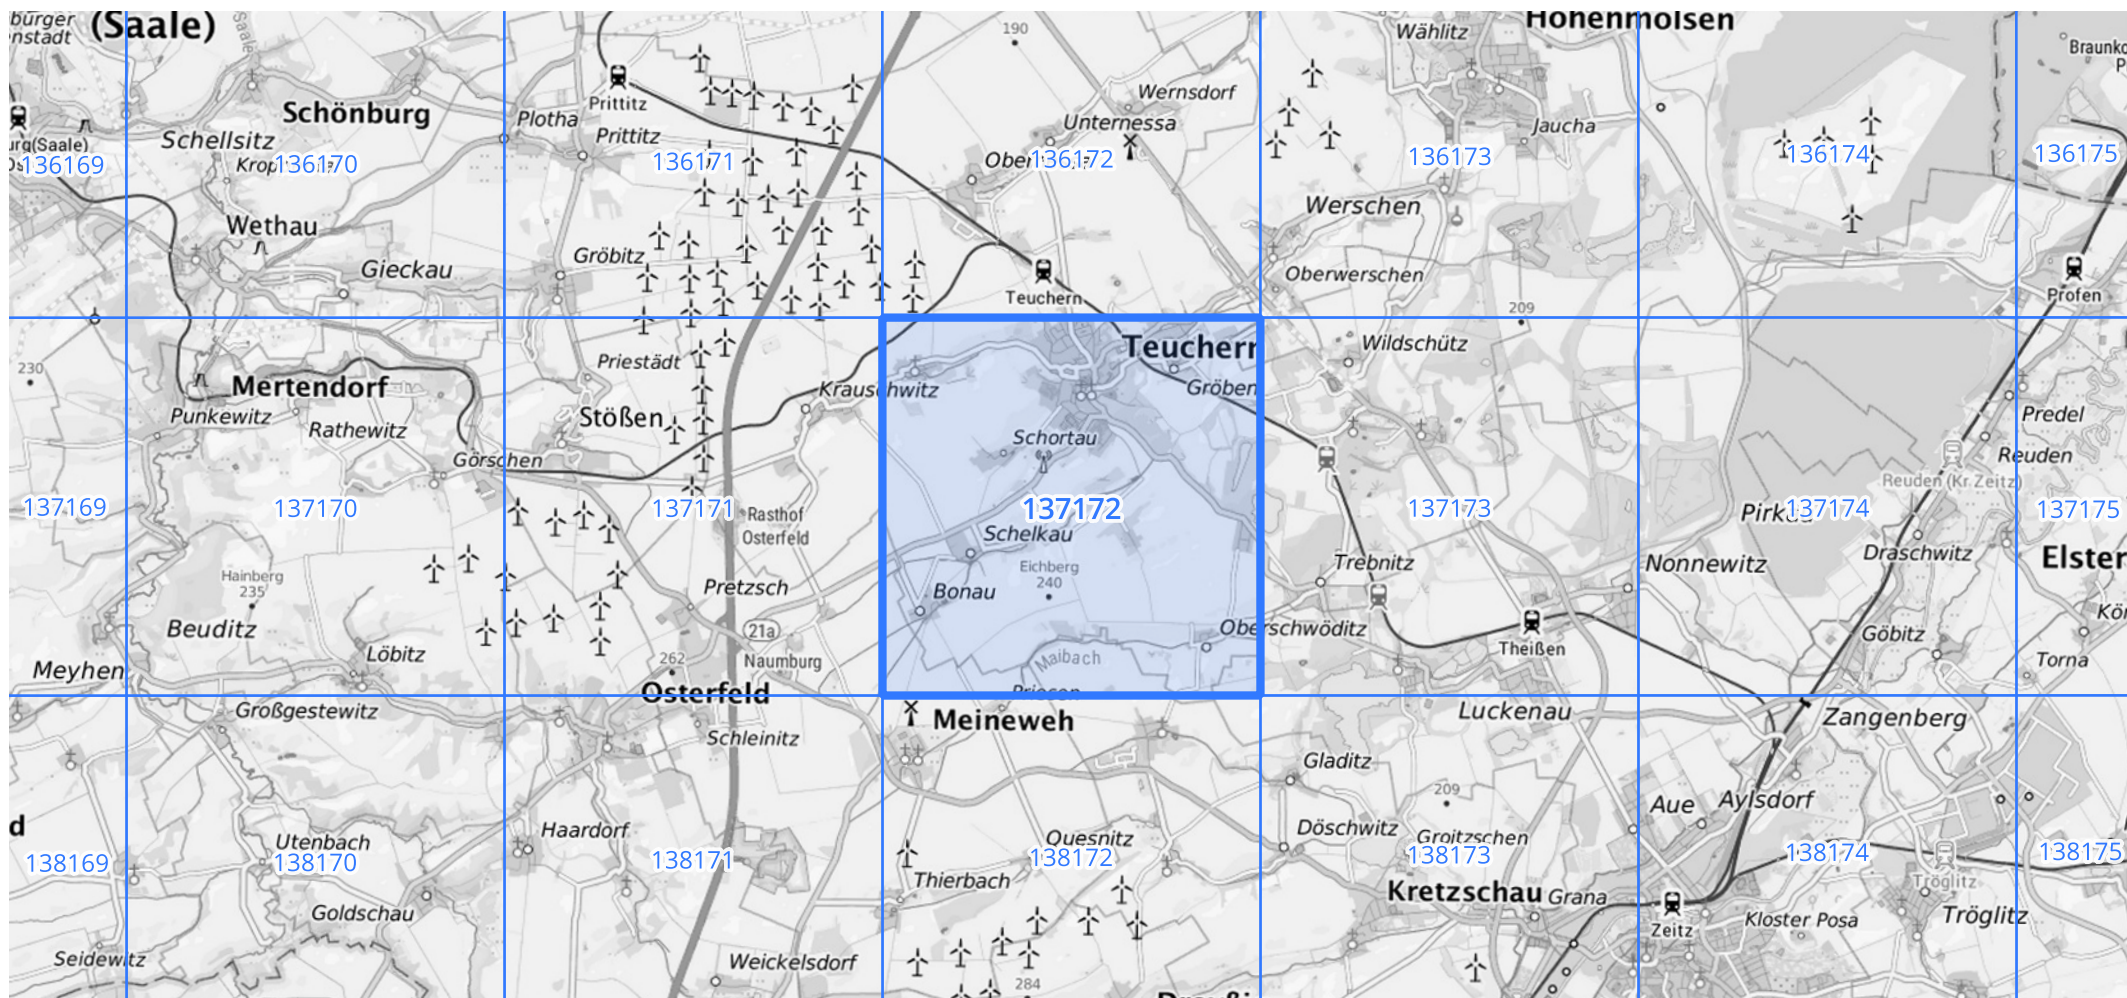 (Saale)
Hohenmölsen
190
Wählitz
Prittitz
Schönburg
Plotha
Prittitz
Wernsdorf
Unternessa
Jaucha
Schellsitz
136169
136170
136171
136172
136173
136174
136175
Wethau
Werschen
Gieckau
Gröbitz
Oberwerschen
Teuchern
Profen
209
230
Priestädt
Teuchern
Wildschütz
Mertendorf
Krauschwitz
Gröben
Punkewitz
Rathewitz
Stößen
Predel
Görschen
Schortau
Reuden
Reuden (Kr Zeitz)
137169
137170
137171
137172
137173
137174
137175
Rasthof
Osterfeld
Schelkau
Draschwitz
Trebnitz
Nonnewitz
Elster
Hainberg
235
Pretzsch
Eichberg
240
Bonau
Beuditz
21a
Oberschwöditz
Theißen
Göbitz
Löbitz
Meyhen
262
Naumburg
Maibach
Torna
Osterfeld
Priesen
Großgestewitz
Meineweh
Luckenau
Zangenberg
Schleinitz
Gladitz
209
Aue
Aylsdorf
d
Haardorf
Quesnitz
Döschwitz
Groitzschen
Utenbach
138169
138170
138171
138172
138173
138174
138175
Thierbach
Kretzschau
Grana
Tröglitz
Goldschau
Zeitz
Kloster Posa
Tröglitz
Seidewitz
Weickelsdorf
284